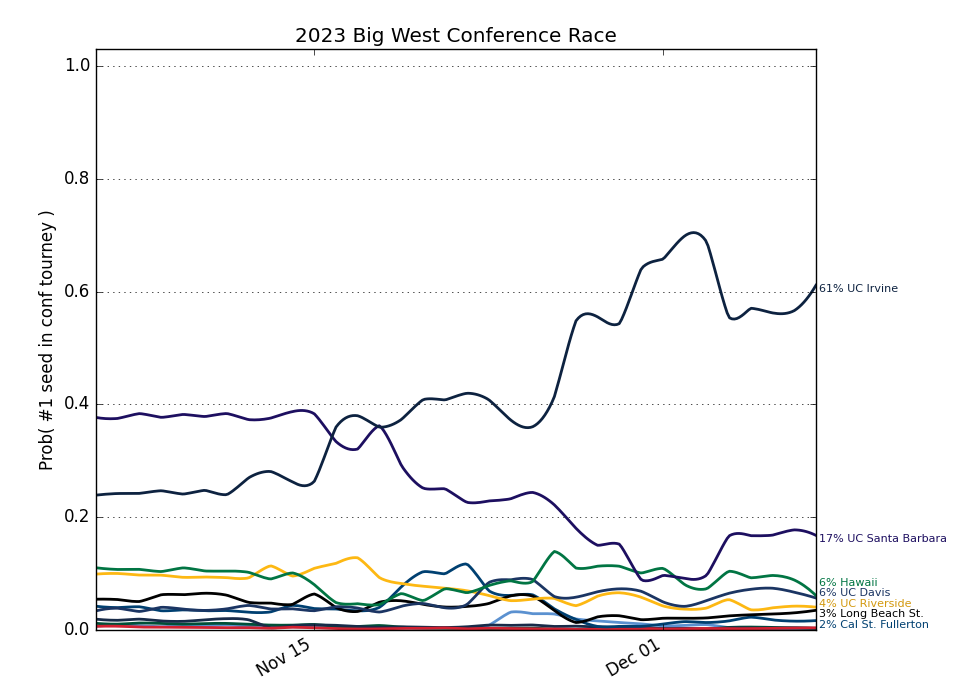 2023 Big West Conference Race
1.0
0.8
0.6
0.4
0.2
0.0
Prob( #1 seed in conf tourney )
Nov 15
Dec 01
61% UC Irvine
17% UC Santa Barbara
6% Hawaii
6% UC Davis
4% UC Riverside
3% Long Beach St.
2% Cal St. Fullerton